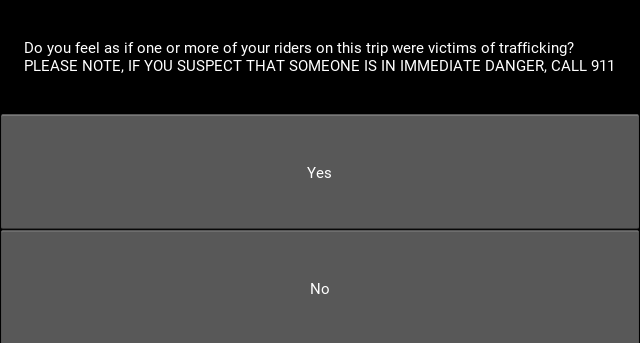 Do you feel as if one or more of your riders on this trip were victims of trafficking?
PLEASE NOTE, IF YOU SUSPECT THAT SOMEONE IS IN IMMEDIATE DANGER, CALL 911
Yes
No